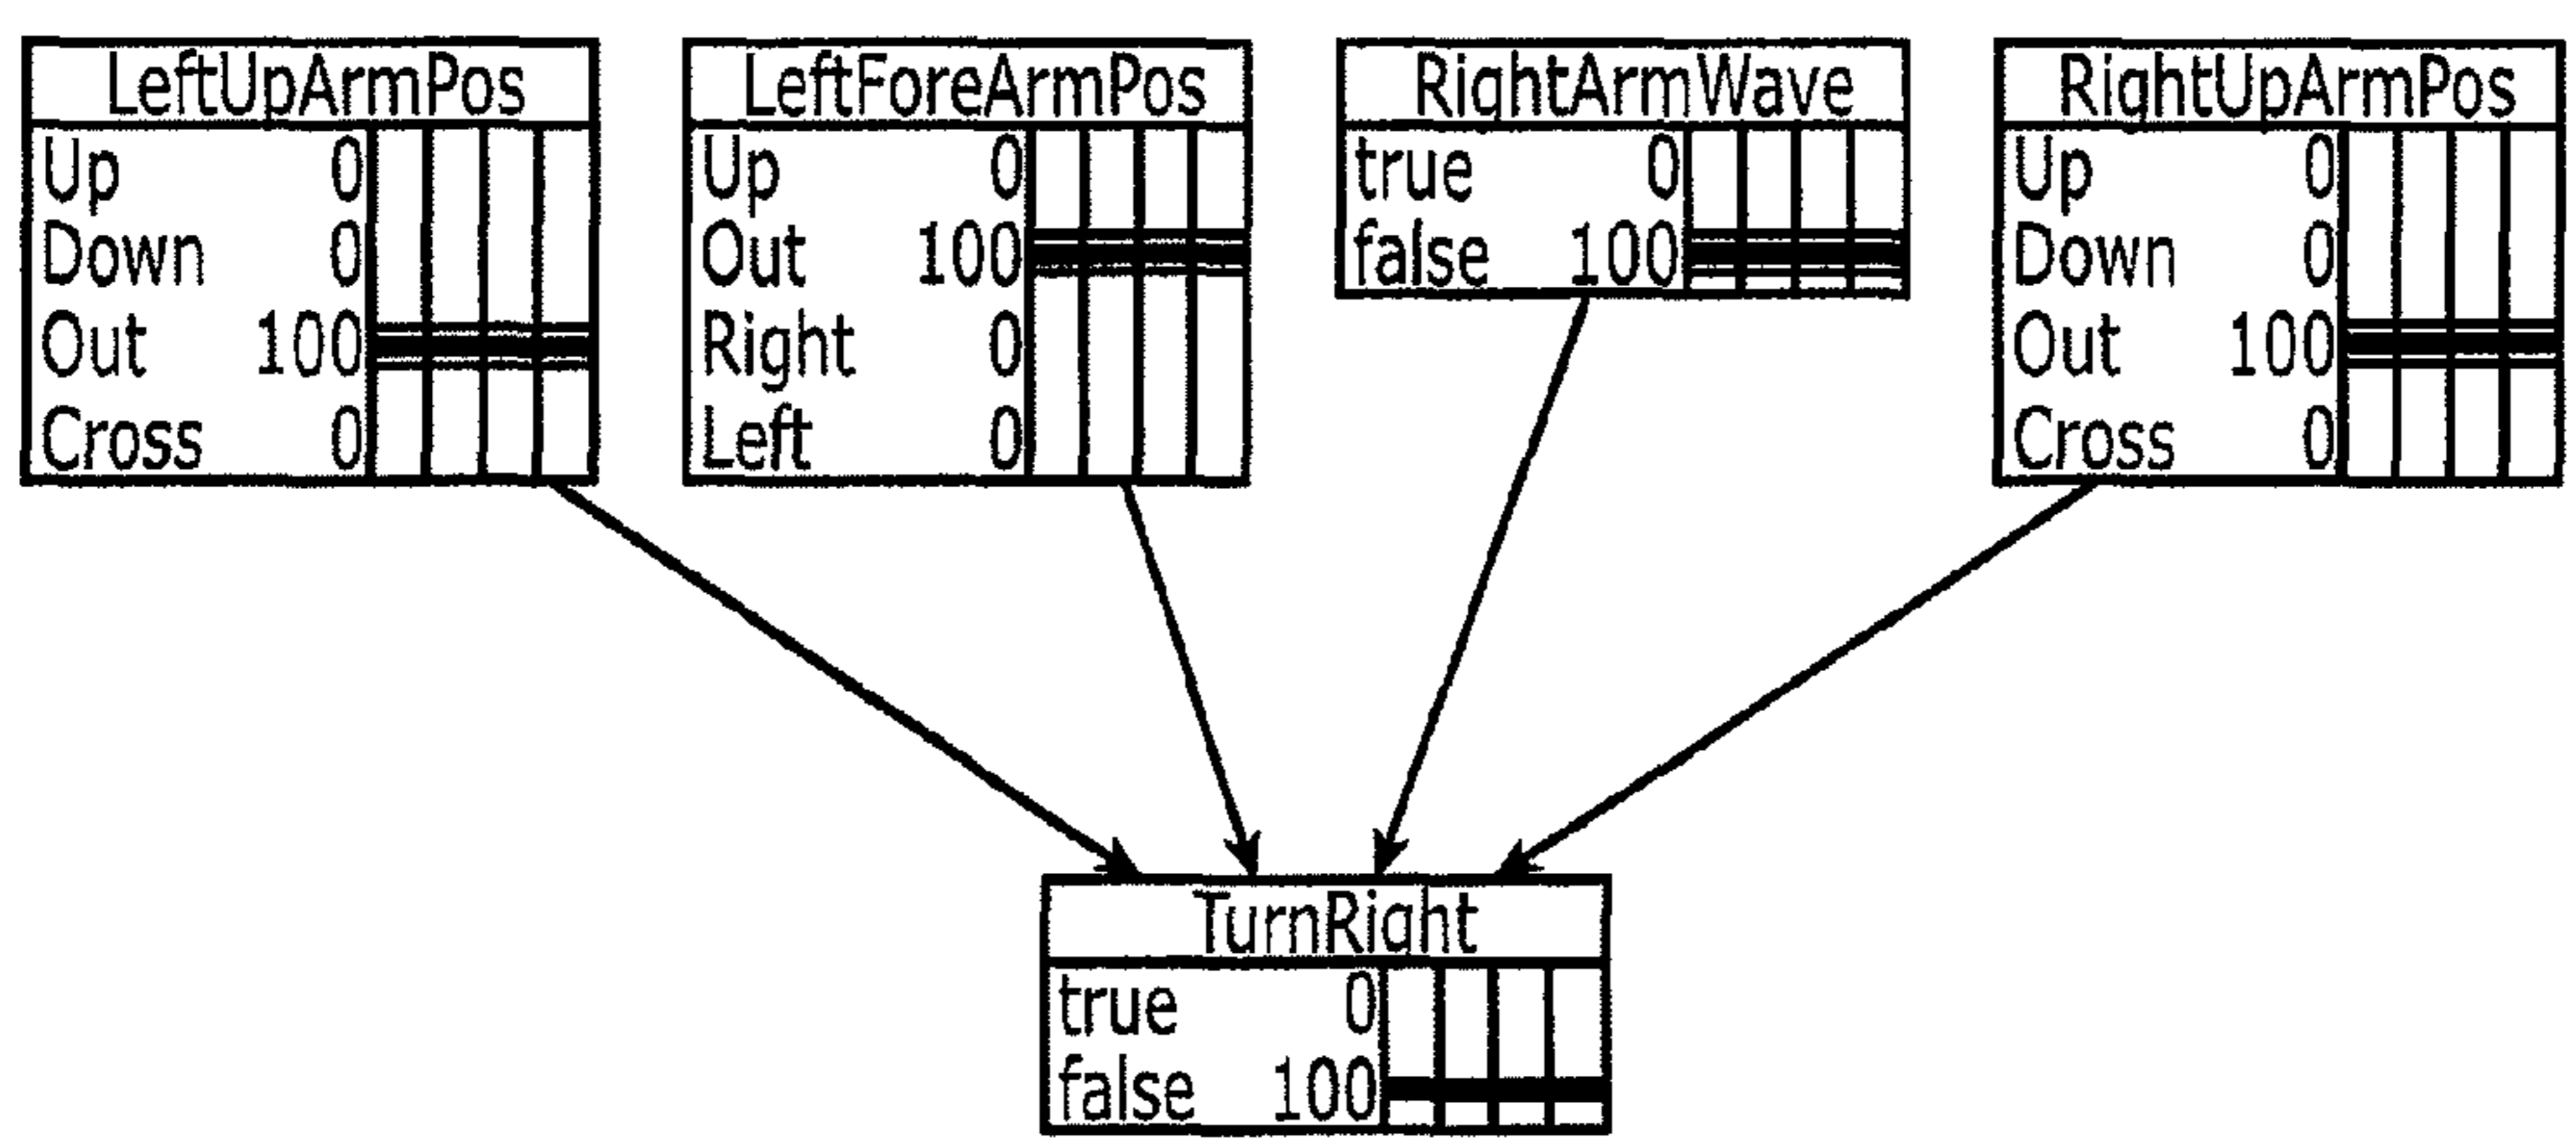 LeftUpArmPos
Up 0
Down 0
Out 100
Cross 0
LeftForeArmPos
Up 0
Out 100
Right 0
Left 0
RightArmWave
true 0
false 100
RightUpArmPos
Up 0
Down 0
Out 100
Cross 0
TurnRight
true 0
false 100